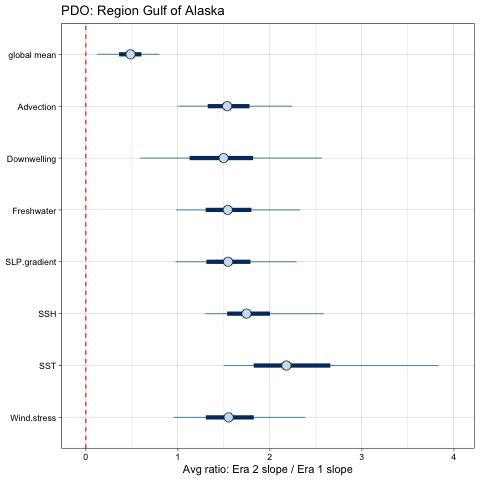 PDO: Region Gulf of Alaska
global mean
Advection
Downwelling
Freshwater
SLP.gradient
SSH
SST
Wind.stress
0 1 2 3 4
Avg ratio: Era 2 slope / Era 1 slope